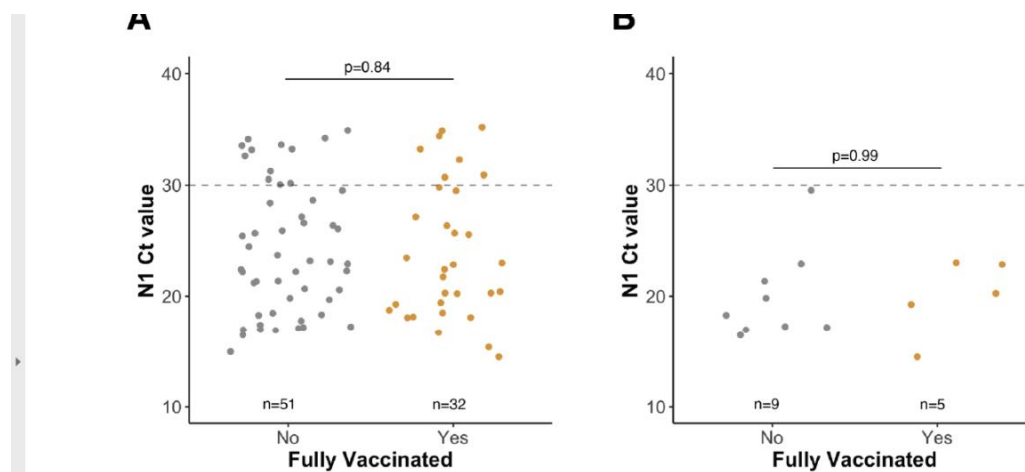 A
B
40
p=0.84
30
20
10
N1 Ct value
n=51
n=32
No
Yes
Fully Vaccinated
40
p=0.99
30
20
10
N1 Ct value
n=9
n=5
No
Yes
Fully Vaccinated